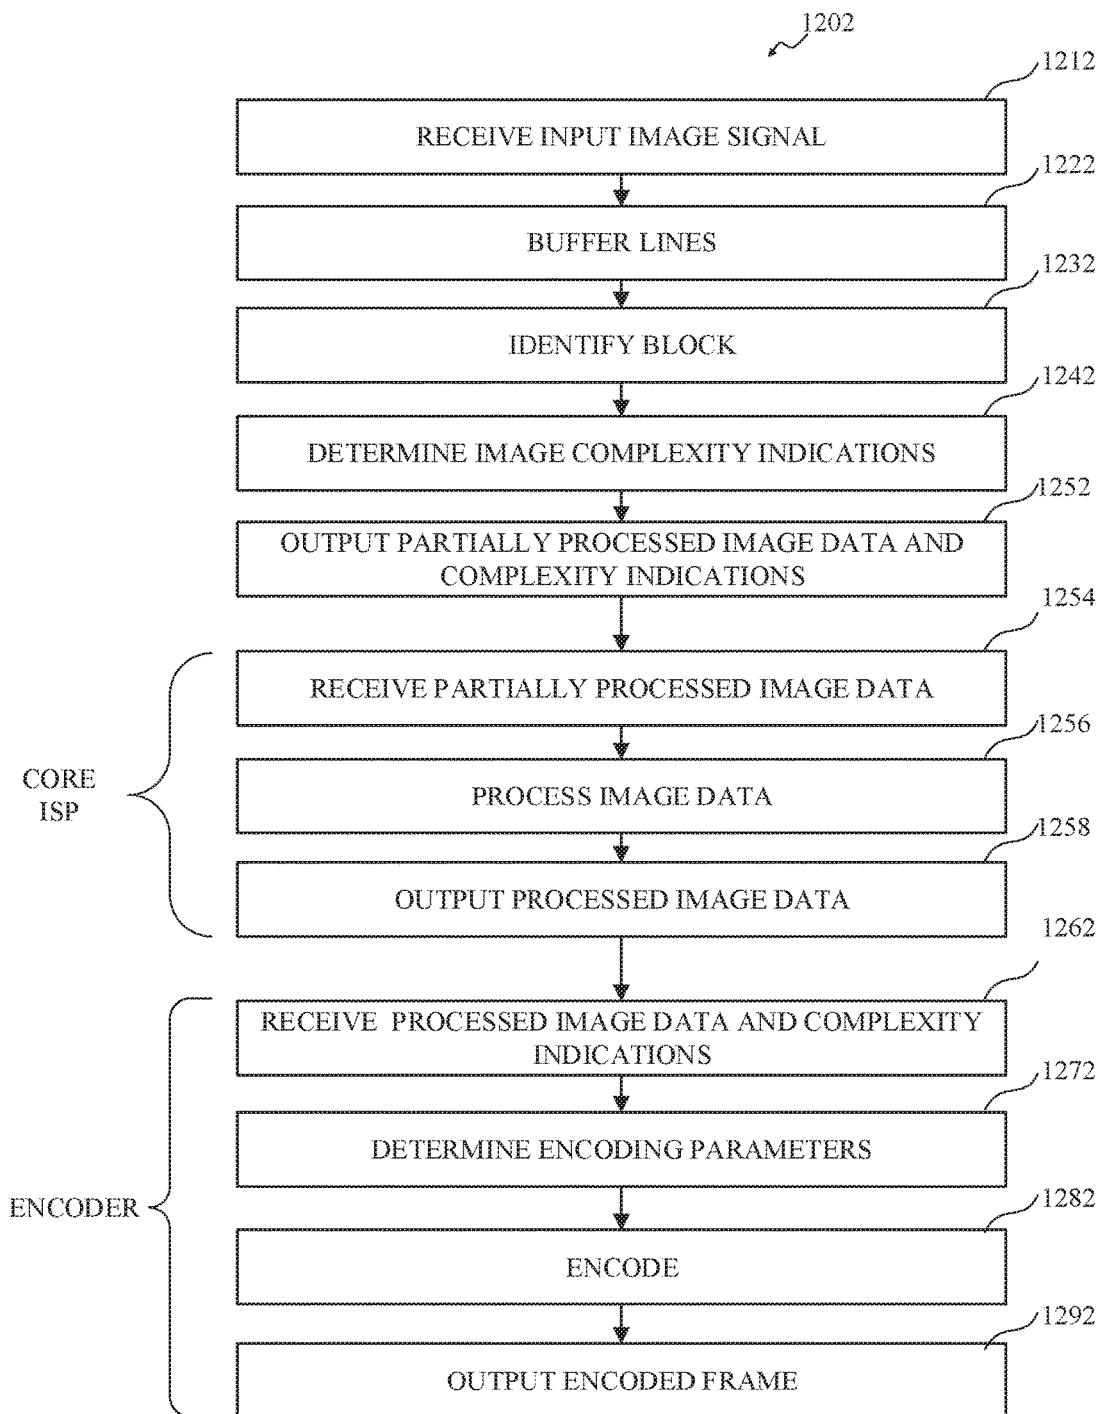 1202
1212
RECEIVE INPUT IMAGE SIGNAL
1222
BUFFER LINES
1232
IDENTIFY BLOCK
1242
DETERMINE IMAGE COMPLEXITY INDICATIONS
1252
OUTPUT PARTIALLY PROCESSED IMAGE DATA AND
COMPLEXITY INDICATIONS
1254
RECEIVE PARTIALLY PROCESSED IMAGE DATA
1256
CORE
ISP
PROCESS IMAGE DATA
1258
OUTPUT PROCESSED IMAGE DATA
1262
RECEIVE PROCESSED IMAGE DATA AND COMPLEXITY
INDICATIONS
1272
DETERMINE ENCODING PARAMETERS
ENCODER
1282
ENCODE
1292
OUTPUT ENCODED FRAME